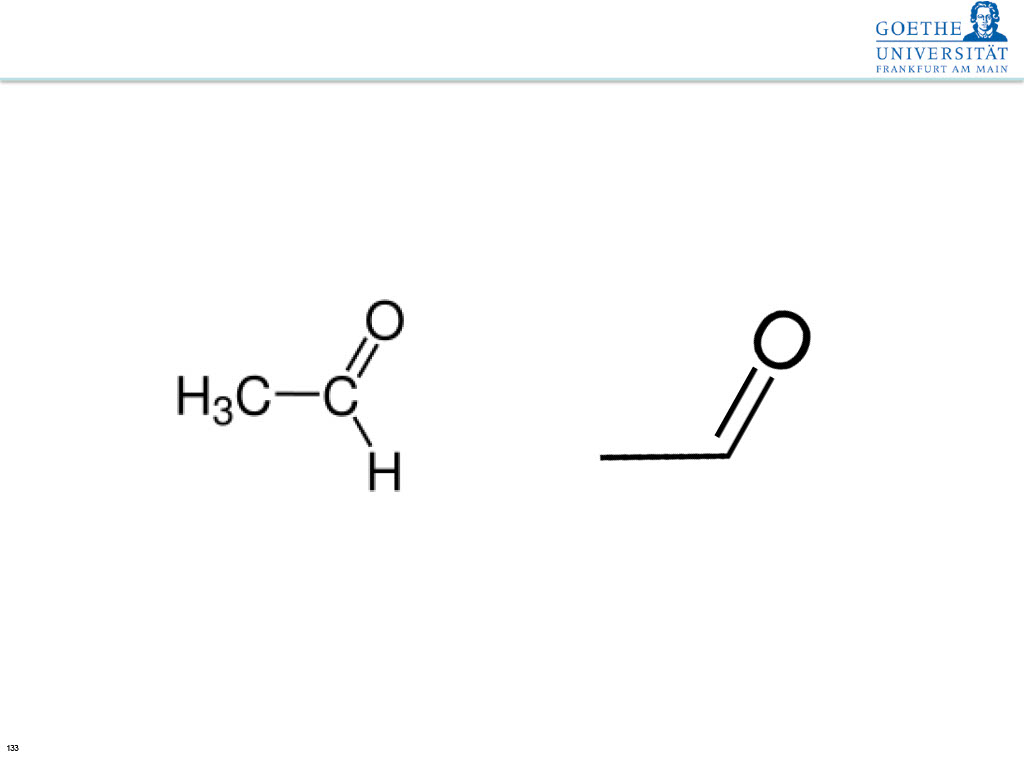 GOETHE
UNIVERSITÄT
FRANKFURT AM MAIN
O
H3C C
H
O
133